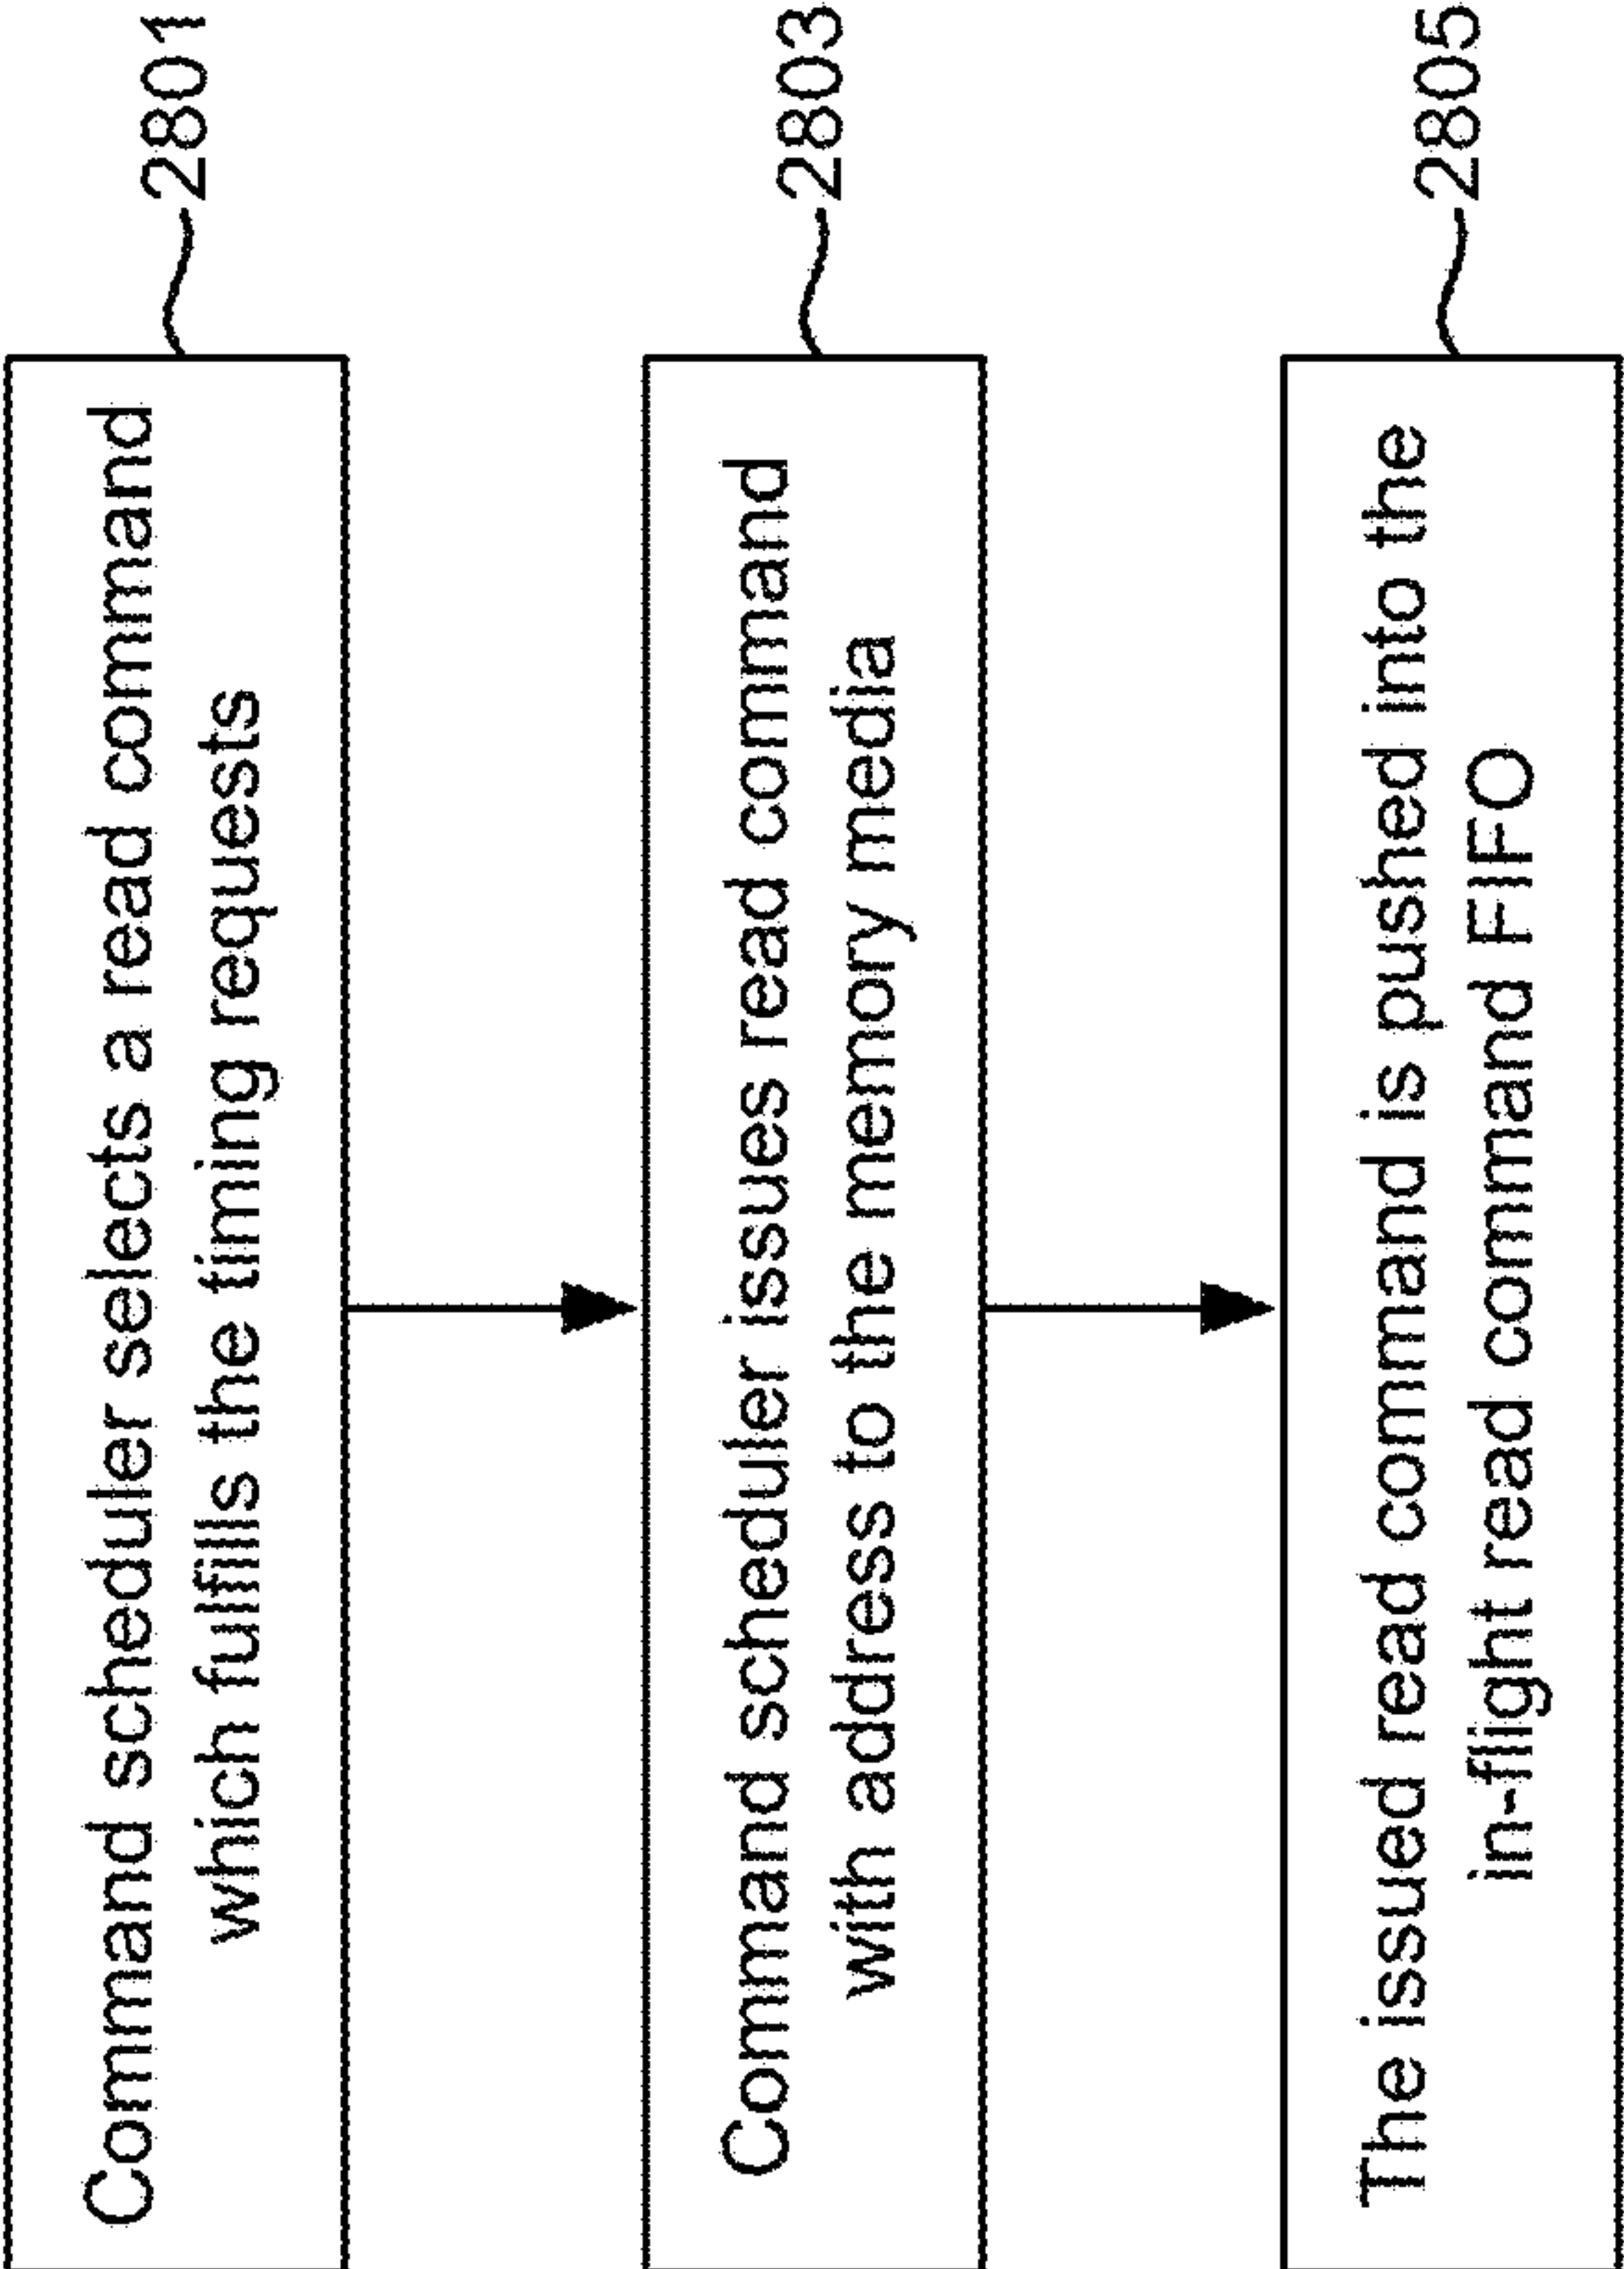 Command scheduler selects a read command
which fulfills the timing requests
2801
Command scheduler issues read command
with address to the memory media
2803
The issued read command is pushed into the
in-flight read command FIFO
2805